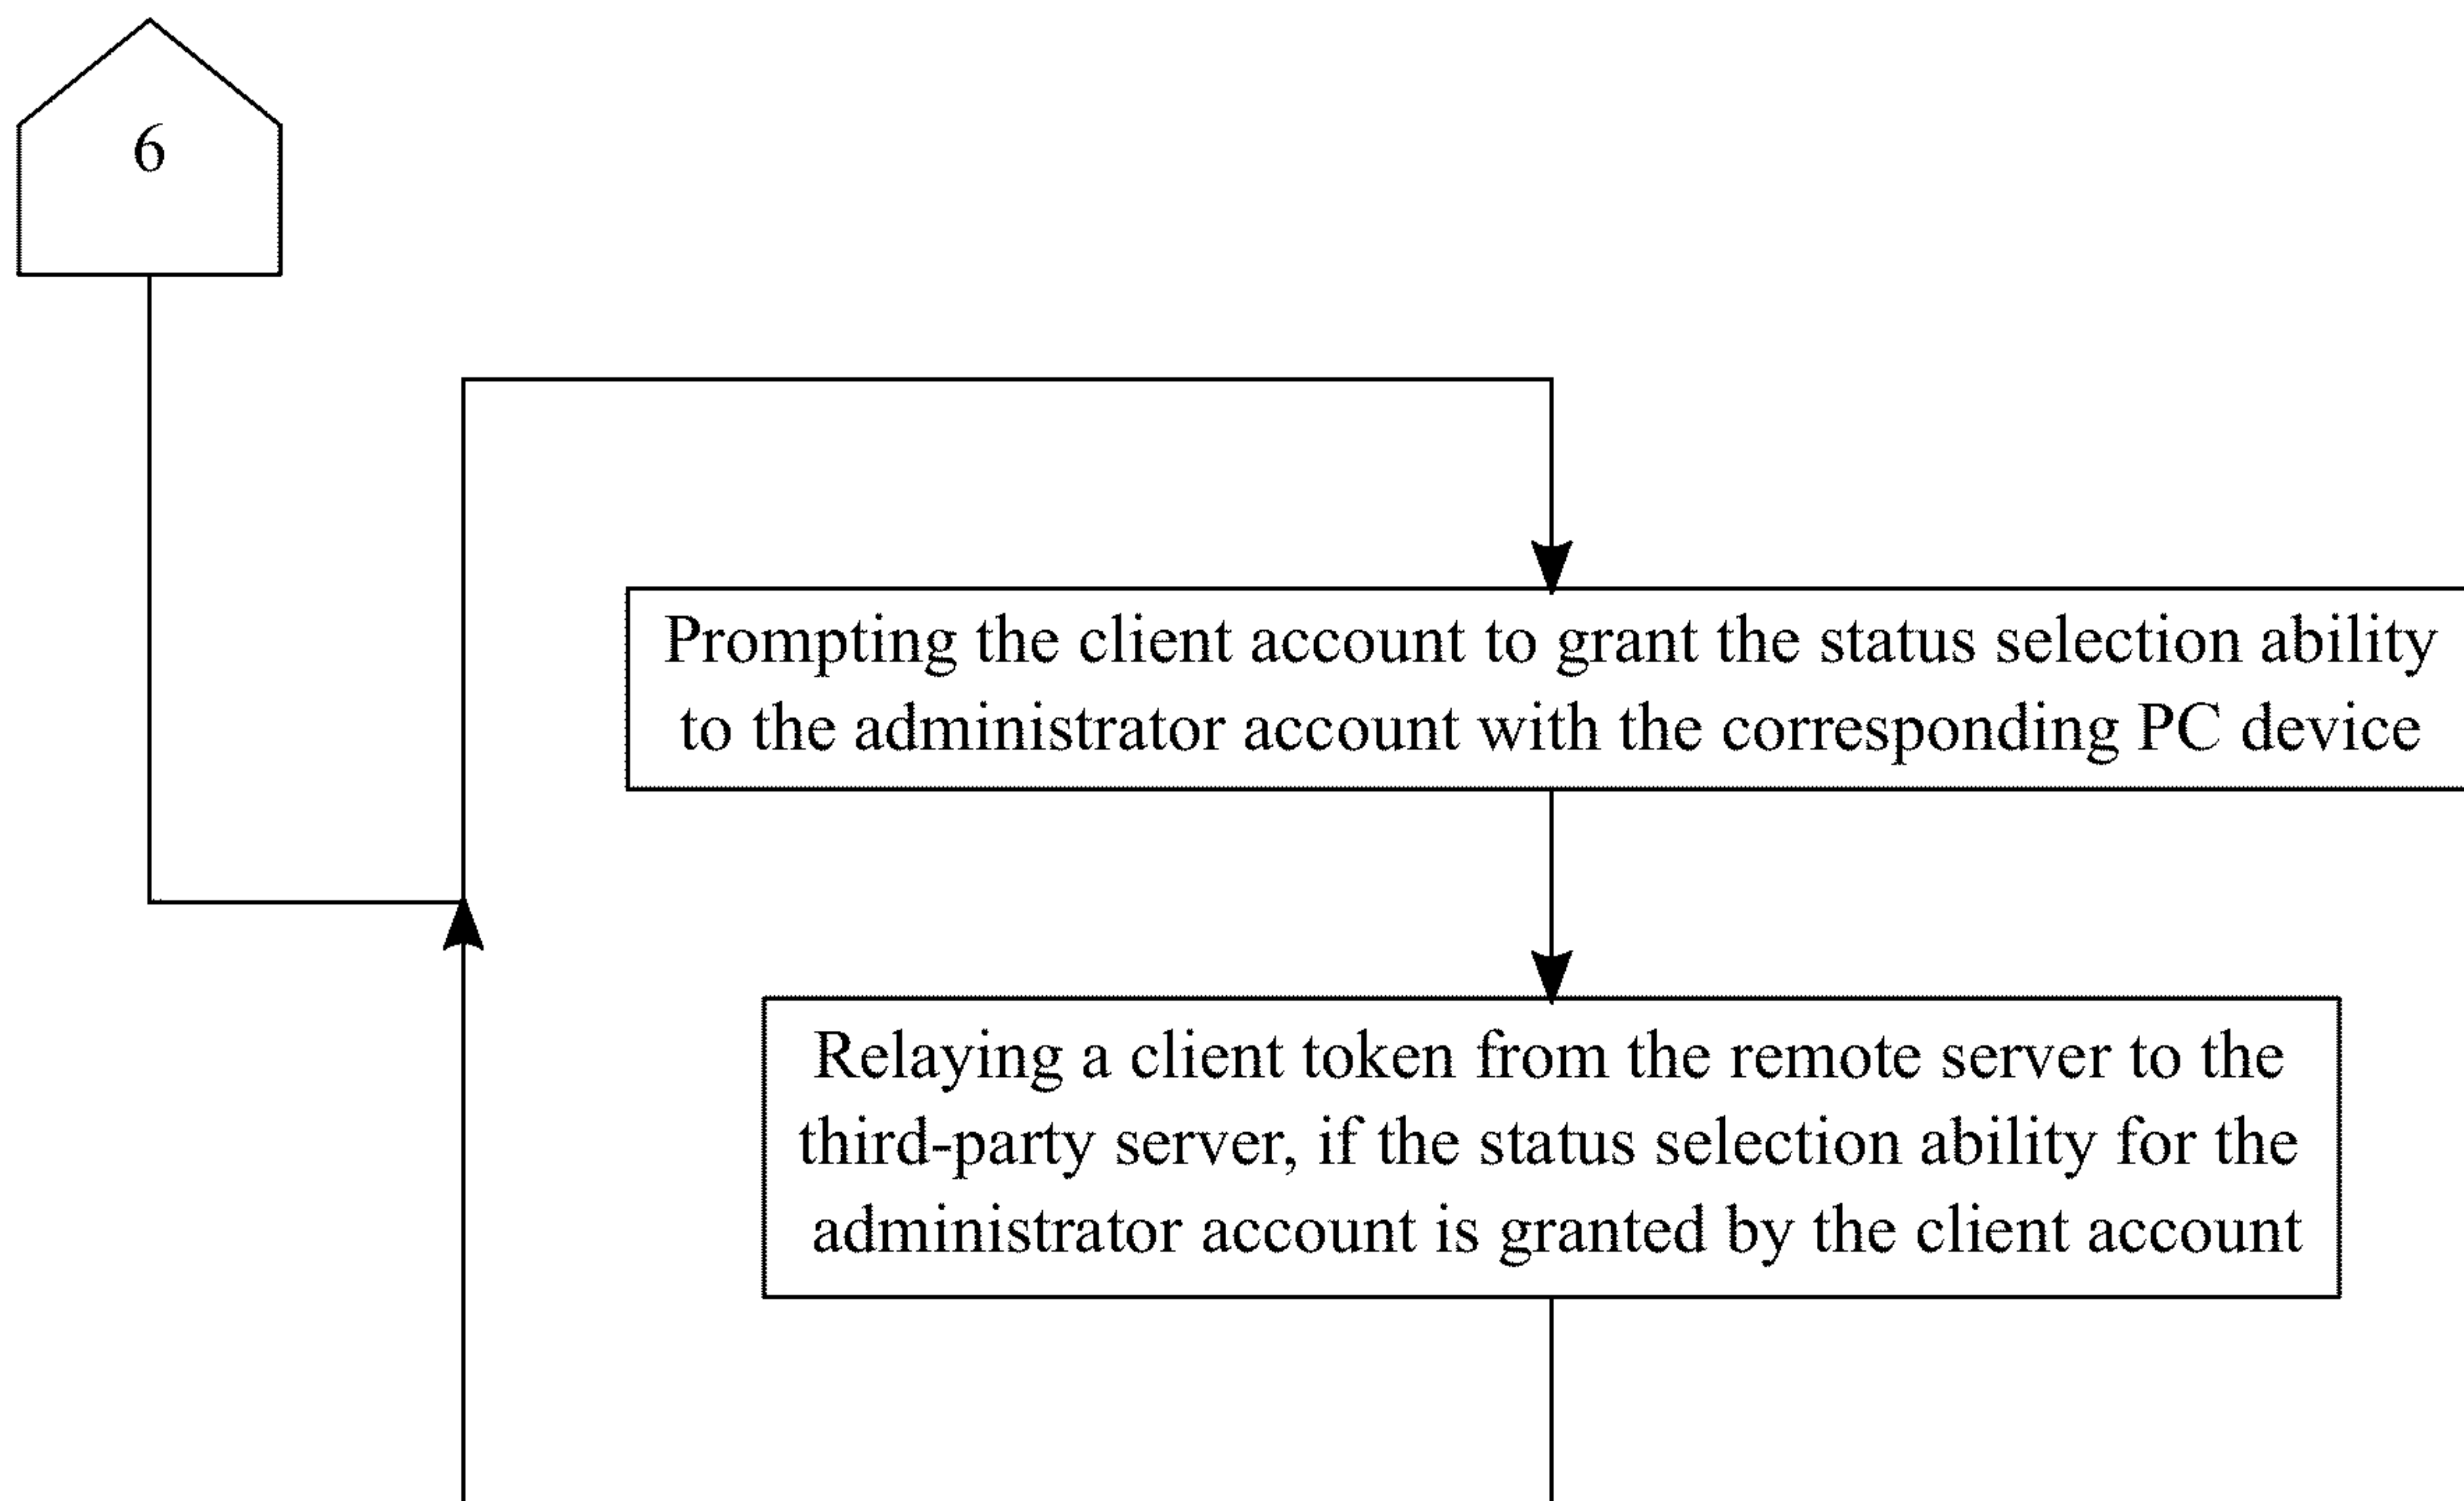 6
Prompting the client account to grant the status selection ability
to the administrator account with the corresponding PC device
Relaying a client token from the remote server to the
third-party server, if the status selection ability for the
administrator account is granted by the client account